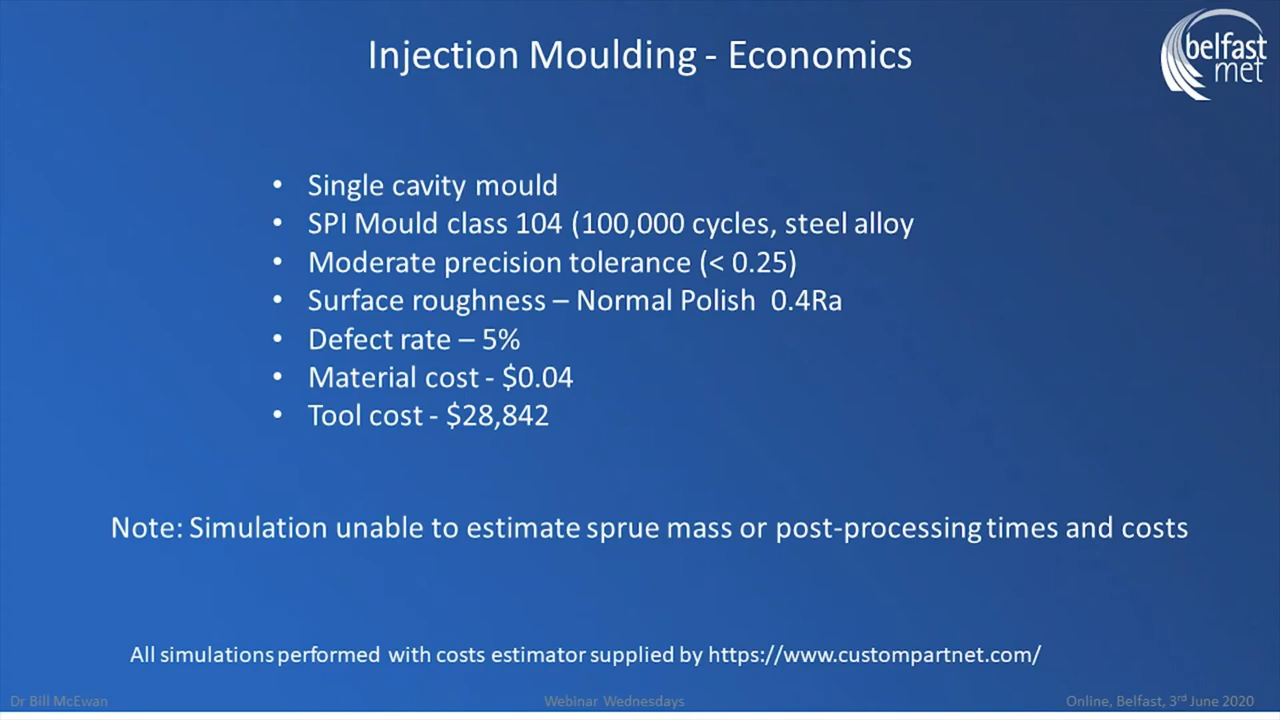 Injection Moulding - Economics
belfast
met
• Single cavity mould
• SPI Mould class 104 (100,000 cycles, steel alloy
• Moderate precision tolerance (< 0.25)
• Surface roughness – Normal Polish 0.4Ra
• Defect rate – 5%
• Material cost - $0.04
• Tool cost - $28,842
Note: Simulation unable to estimate sprue mass or post-processing times and costs
All simulations performed with costs estimator supplied by https://www.custompartnet.com/
Dr Bill McEwan
Webinar Wednesdays
Online, Belfast, 3rd June 2020